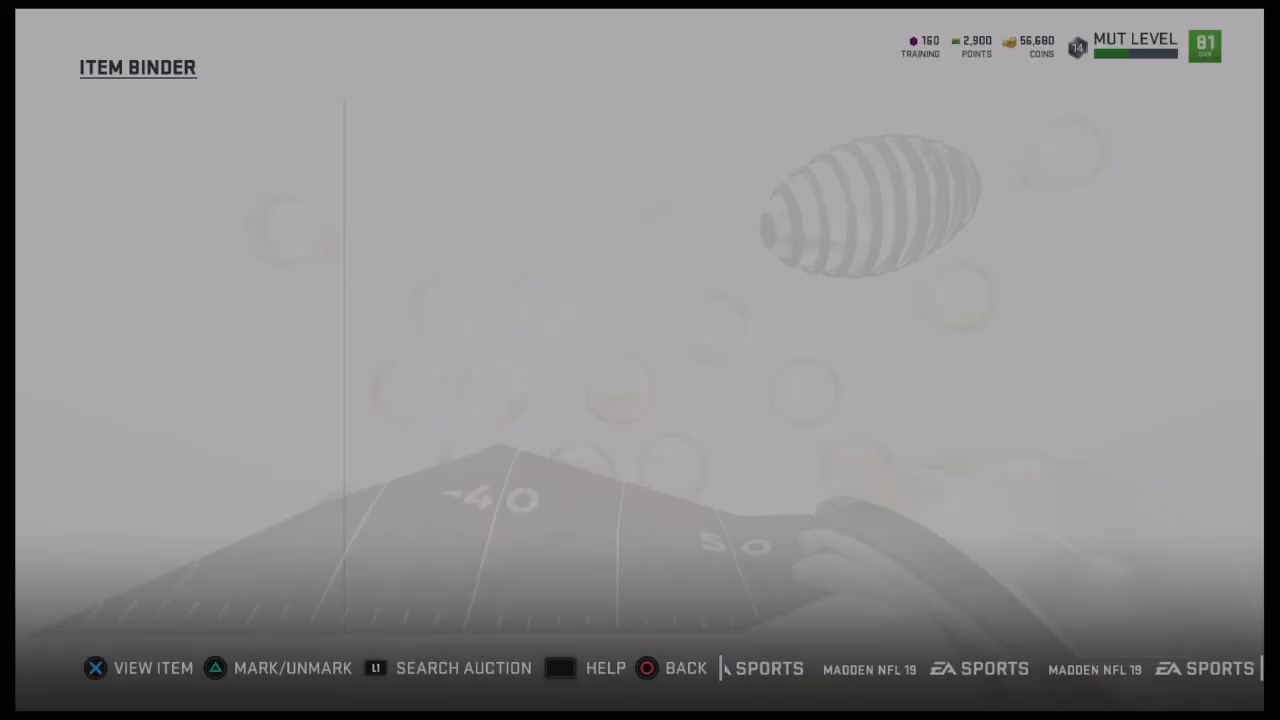 ITEM BINDER
160 TRAINING
2,900 POINTS
56,680 COINS
14
MUT LEVEL
81 OVR
-40
50
VIEW ITEM MARK/UNMARK L1 SEARCH AUCTION HELP BACK SPORTS MADDEN NFL 19 EA SPORTS MADDEN NFL 19 EA SPORTS